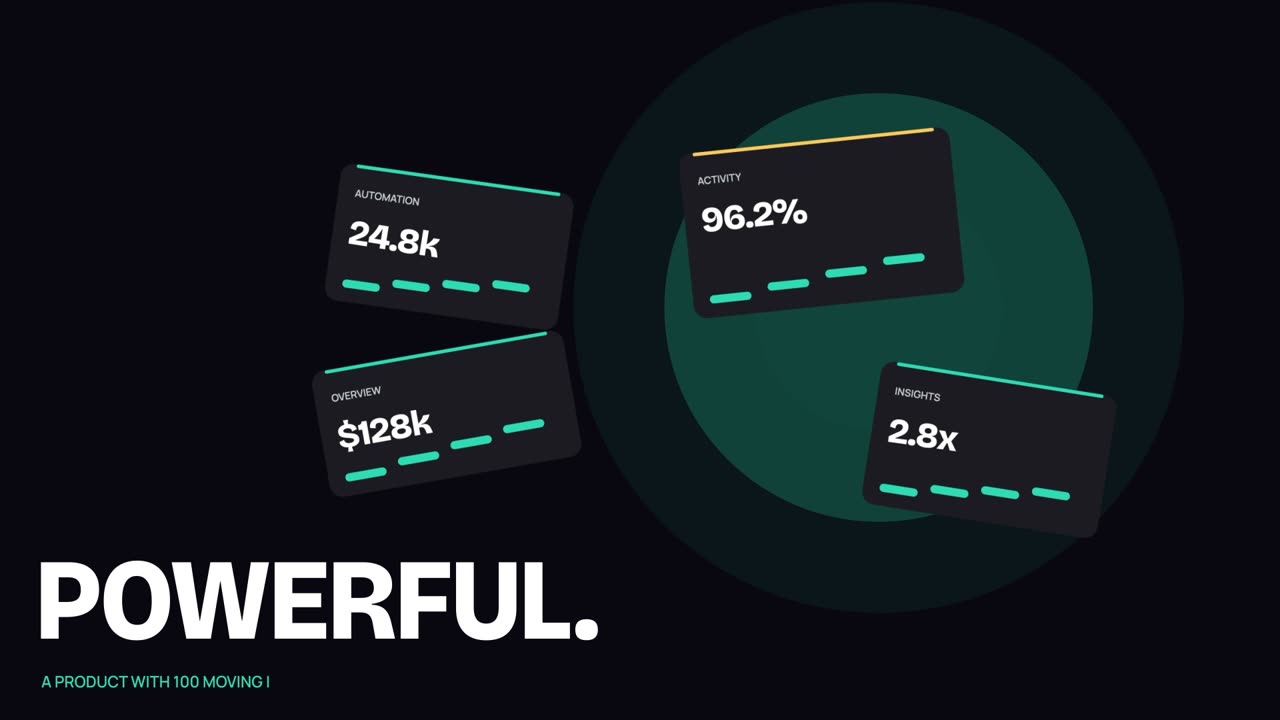 ACTIVITY
96.2%
AUTOMATION
24.8k
OVERVIEW
$128k
INSIGHTS
2.8x
POWERFUL.
A PRODUCT WITH 100 MOVING I